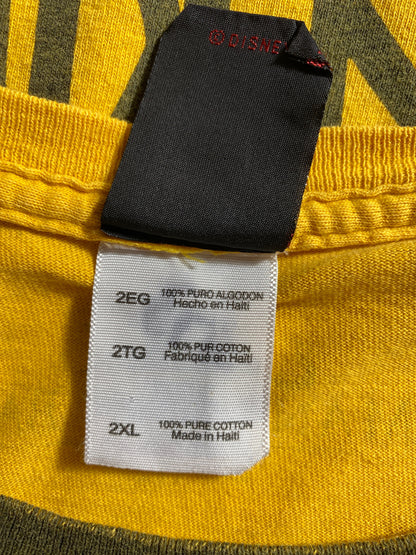 2EG 100% PURO ALGODON
Hecho en Haiti
2TG 100% PUR COTON
Fabriqué en Haiti
2XL 100% PURE COTTON
Made in Haiti